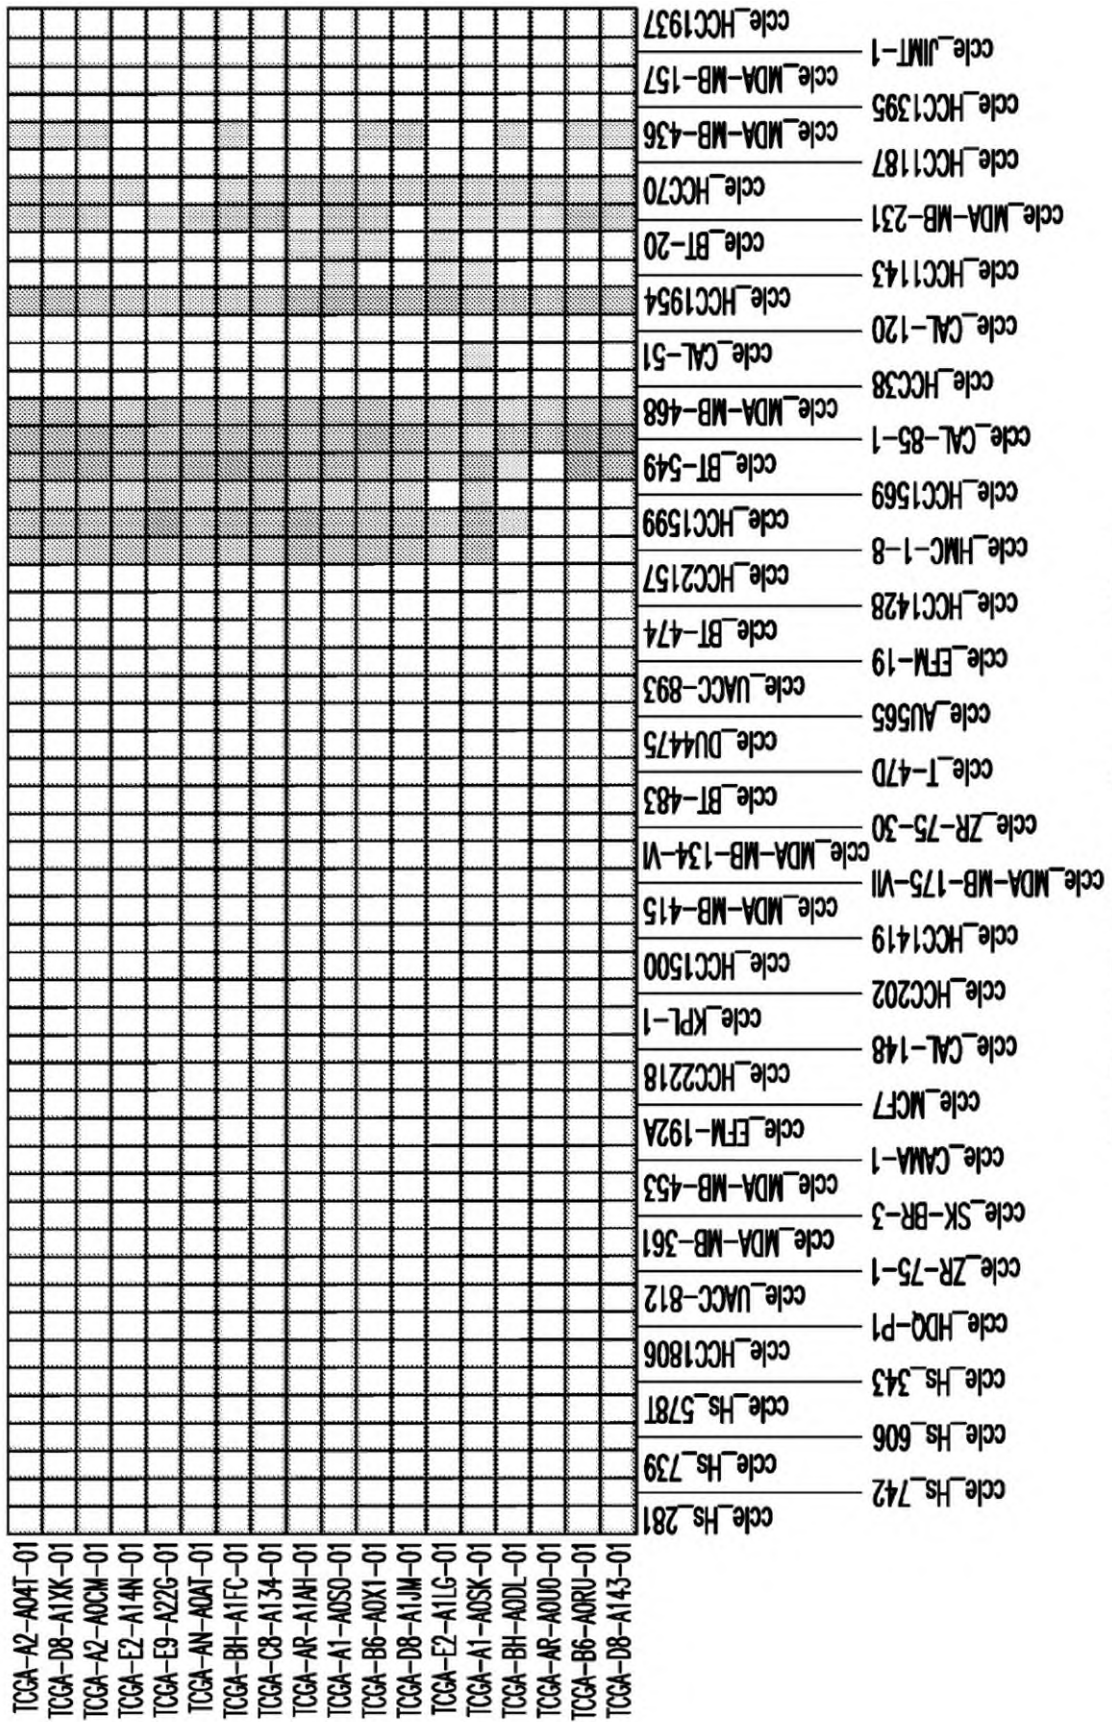 ccle_HCC1937
ccle_JIMT-1
ccle_MDA-MB-157
ccle_HCC1395
ccle_MDA-MB-436
ccle_HCC1187
ccle_HCC70
ccle_MDA-MB-231
ccle_BT-20
ccle_HCC1143
ccle_HCC1954
ccle_CAL-120
ccle_CAL-51
ccle_HCC38
ccle_MDA-MB-468
ccle_CAL-85-1
ccle_BT-549
ccle_HCC1569
ccle_HCC1599
ccle_HMC-1-8
ccle_HCC2157
ccle_HCC1428
ccle_BT-474
ccle_EFM-19
ccle_UACC-893
ccle_AU565
ccle_DU4475
ccle_T-47D
ccle_BT-483
ccle_ZR-75-30
ccle_MDA-MB-134-VI
ccle_MDA-MB-175-VII
ccle_MDA-MB-415
ccle_HCC1419
ccle_HCC1500
ccle_HCC202
ccle_KPL-1
ccle_CAL-148
ccle_HCC2218
ccle_MCF7
ccle_EFM-192A
ccle_CAMA-1
ccle_MDA-MB-453
ccle_SK-BR-3
ccle_MDA-MB-361
ccle_ZR-75-1
ccle_UACC-812
ccle_HDQ-P1
ccle_HCC1806
ccle_Hs_343
ccle_Hs_578T
ccle_Hs_606
ccle_Hs_739
ccle_Hs_742
ccle_Hs_281
TCGA-A2-A04T-01
TCGA-D8-A1XK-01
TCGA-A2-A0CM-01
TCGA-E2-A14N-01
TCGA-E9-A22G-01
TCGA-AN-A0AT-01
TCGA-BH-A1FC-01
TCGA-C8-A134-01
TCGA-AR-A1AH-01
TCGA-A1-A0SO-01
TCGA-B6-A0X1-01
TCGA-D8-A1JM-01
TCGA-E2-A1LG-01
TCGA-A1-A0SK-01
TCGA-BH-A0DL-01
TCGA-AR-A0U0-01
TCGA-B6-A0RU-01
TCGA-D8-A143-01